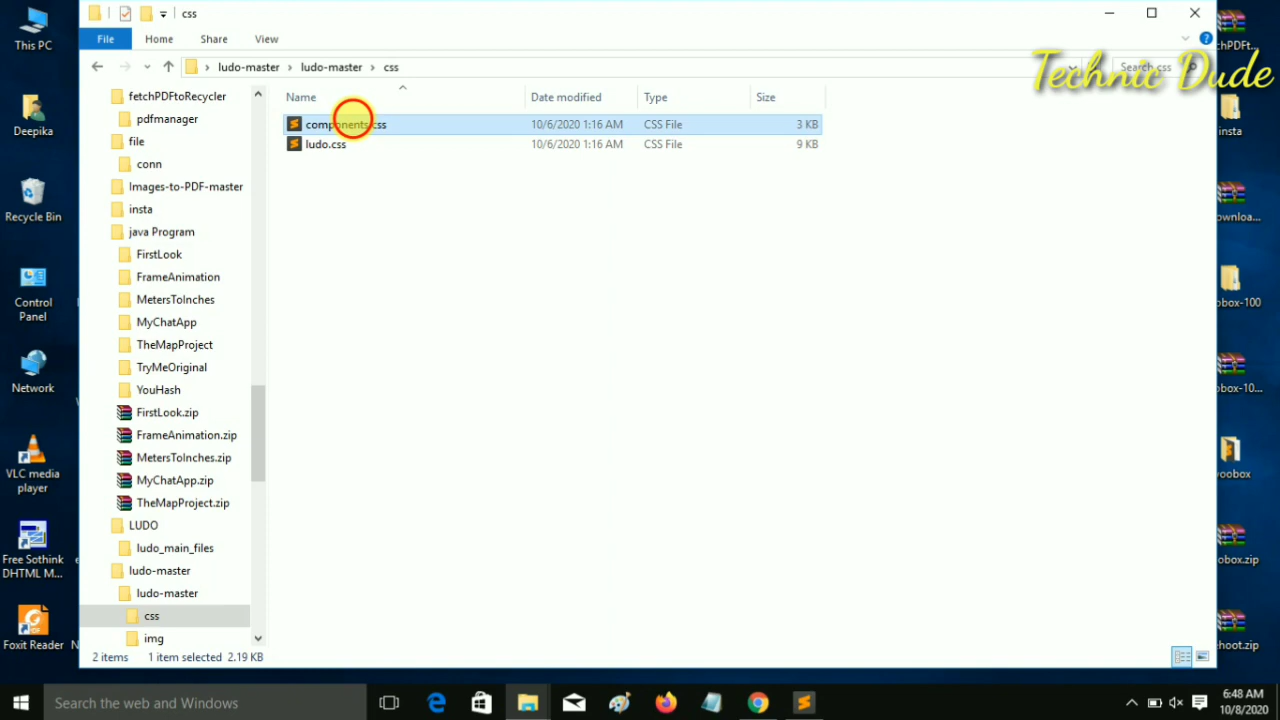 css
File
Home
Share
View
ludo-master
ludo-master
css
Search css
Technic Dude
This PC
Deepika
Recycle Bin
Control
Panel
Network
VLC media
player
Free Sothink
DHTML M...
Foxit Reader
fetchPDFtoRecycler
pdfmanager
file
conn
Images-to-PDF-master
insta
java Program
FirstLook
FrameAnimation
MetersToInches
MyChatApp
TheMapProject
TryMeOriginal
YouHash
FirstLook.zip
FrameAnimation.zip
MetersToInches.zip
MyChatApp.zip
TheMapProject.zip
LUDO
ludo_main_files
ludo-master
ludo-master
css
img
Name
Date modified
Type
Size
components.css
10/6/2020 1:16 AM
CSS File
3 KB
ludo.css
10/6/2020 1:16 AM
CSS File
9 KB
insta
ownloa...
oobox-100
obox-10...
woobox
obox.zip
hoot.zip
2 items
1 item selected 2.19 KB
Search the web and Windows
6:48 AM
10/8/2020